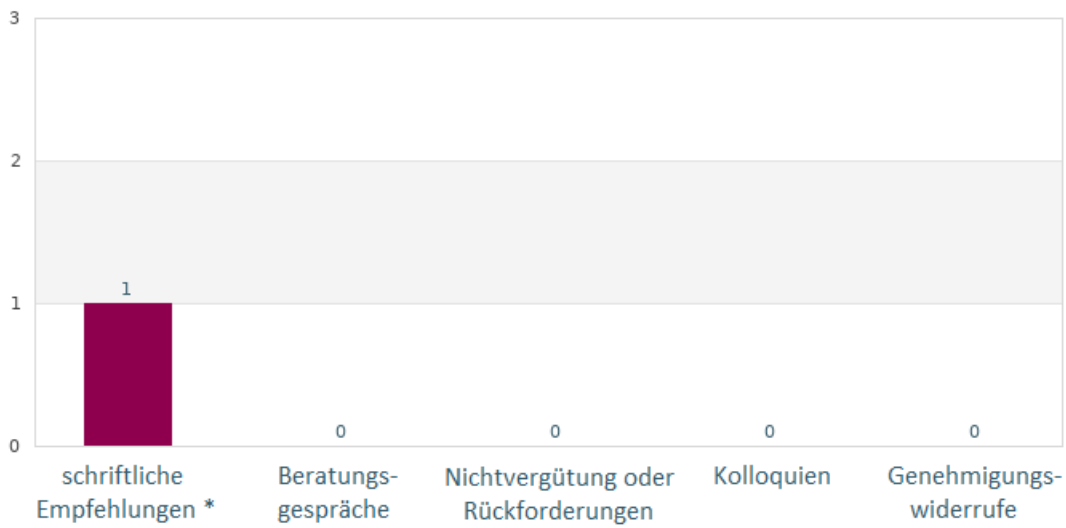 3
2
1
0
1
0
0
0
0
schriftliche
Empfehlungen *
Beratungs-
gespräche
Nichtvergütung oder
Rückforderungen
Kolloquien
Genehmigungs-
widerrufe